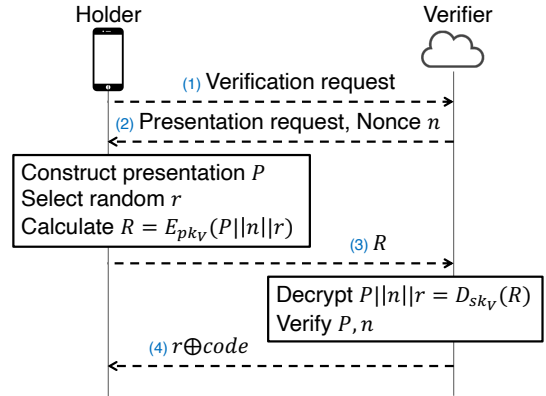 Holder
Verifier
(1) Verification request
(2) Presentation request, Nonce n
Construct presentation P
Select random r
Calculate R = E_{pk_V}(P||n||r)
(3) R
Decrypt P||n||r = D_{sk_V}(R)
Verify P, n
(4) r⊕code